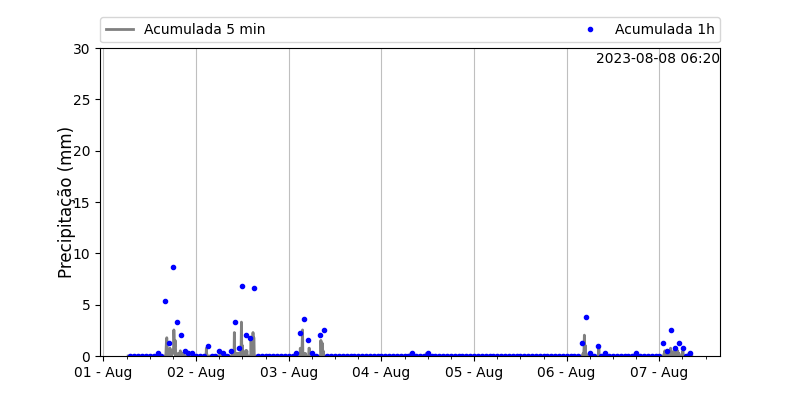 Acumulada 5 min
Acumulada 1h
2023-08-08 06:20
Precipitação (mm)
30
25
20
15
10
5
0
01 - Aug
02 - Aug
03 - Aug
04 - Aug
05 - Aug
06 - Aug
07 - Aug